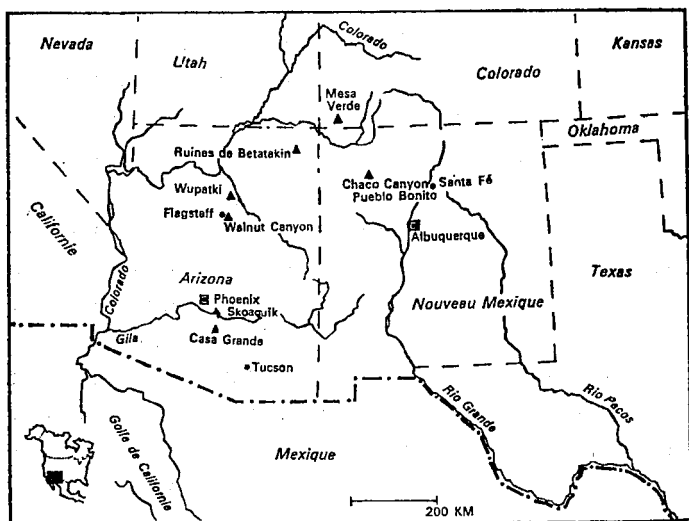 Nevada
Utah
Colorado
Colorado
Kansas
Mesa
Verde
Oklahoma
Ruines de Betatakin
Chaco Canyon
Pueblo Bonito
Santa Fé
Wupatki
Flagstaff
Walnut Canyon
Albuquerque
Californie
Colorado
Arizona
Texas
Phoenix
Skoaquik
Nouveau Mexique
Gila
Casa Grande
Tucson
Rio Grande
Rio Pecos
Golfe de California
Mexique
200 KM